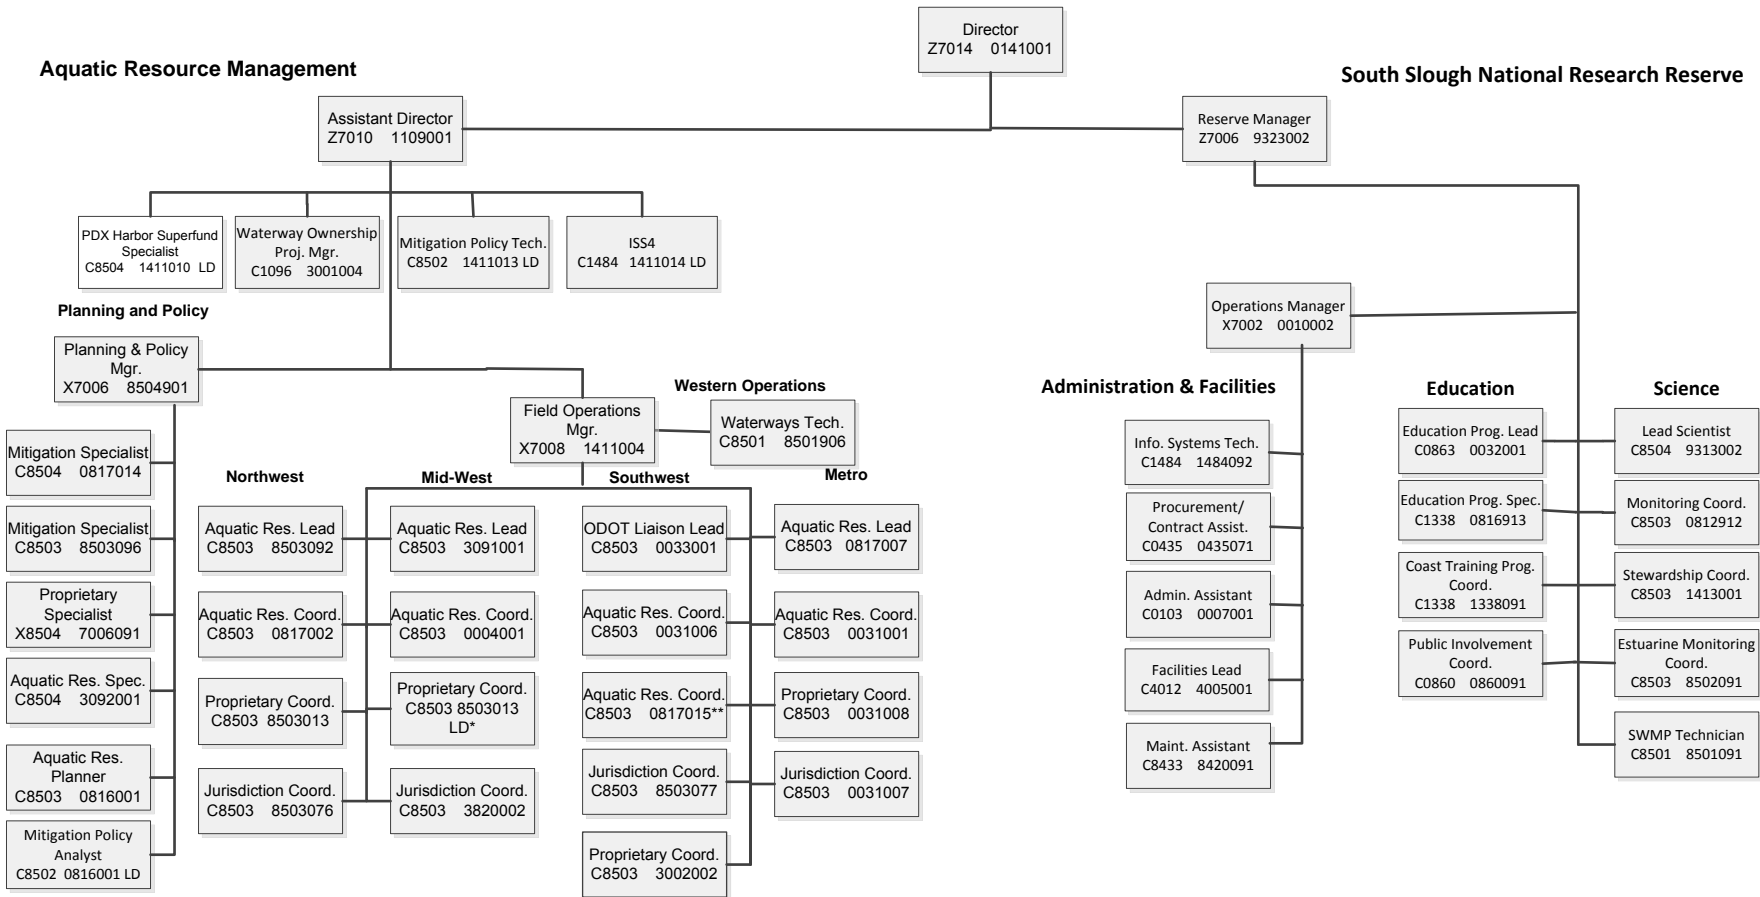 Director
Z7014 0141001
Aquatic Resource Management
South Slough National Research Reserve
Assistant Director
Z7010 1109001
Reserve Manager
Z7006 9323002
PDX Harbor Superfund
Specialist
C8504 1411010 LD
Waterway Ownership
Proj. Mgr.
C1096 3001004
Mitigation Policy Tech.
C8502 1411013 LD
ISS4
C1484 1411014 LD
Planning and Policy
Planning & Policy
Mgr.
X7006 8504901
Mitigation Specialist
C8504 0817014
Mitigation Specialist
C8503 8503096
Proprietary
Specialist
X8504 7006091
Aquatic Res. Spec.
C8504 3092001
Aquatic Res.
Planner
C8503 0816001
Mitigation Policy
Analyst
C8502 0816001 LD
Western Operations
Field Operations
Mgr.
X7008 1411004
Waterways Tech.
C8501 8501906
Northwest
Aquatic Res. Lead
C8503 8503092
Aquatic Res. Coord.
C8503 0817002
Proprietary Coord.
C8503 8503013
Jurisdiction Coord.
C8503 8503076
Mid-West
Aquatic Res. Lead
C8503 3091001
Aquatic Res. Coord.
C8503 0004001
Proprietary Coord.
C8503 8503013
LD*
Jurisdiction Coord.
C8503 3820002
Southwest
ODOT Liaison Lead
C8503 0033001
Aquatic Res. Coord.
C8503 0031006
Aquatic Res. Coord.
C8503 0817015**
Jurisdiction Coord.
C8503 8503077
Proprietary Coord.
C8503 3002002
Metro
Aquatic Res. Lead
C8503 0817007
Aquatic Res. Coord.
C8503 0031001
Proprietary Coord.
C8503 0031008
Jurisdiction Coord.
C8503 0031007
Operations Manager
X7002 0010002
Administration & Facilities
Info. Systems Tech.
C1484 1484092
Procurement/
Contract Assist.
C0435 0435071
Admin. Assistant
C0103 0007001
Facilities Lead
C4012 4005001
Maint. Assistant
C8433 8420091
Education
Education Prog. Lead
C0863 0032001
Education Prog. Spec.
C1338 0816913
Coast Training Prog.
Coord.
C1338 1338091
Public Involvement
Coord.
C0860 0860091
Science
Lead Scientist
C8504 9313002
Monitoring Coord.
C8503 0812912
Stewardship Coord.
C8503 1413001
Estuarine Monitoring
Coord.
C8503 8502091
SWMP Technician
C8501 8501091